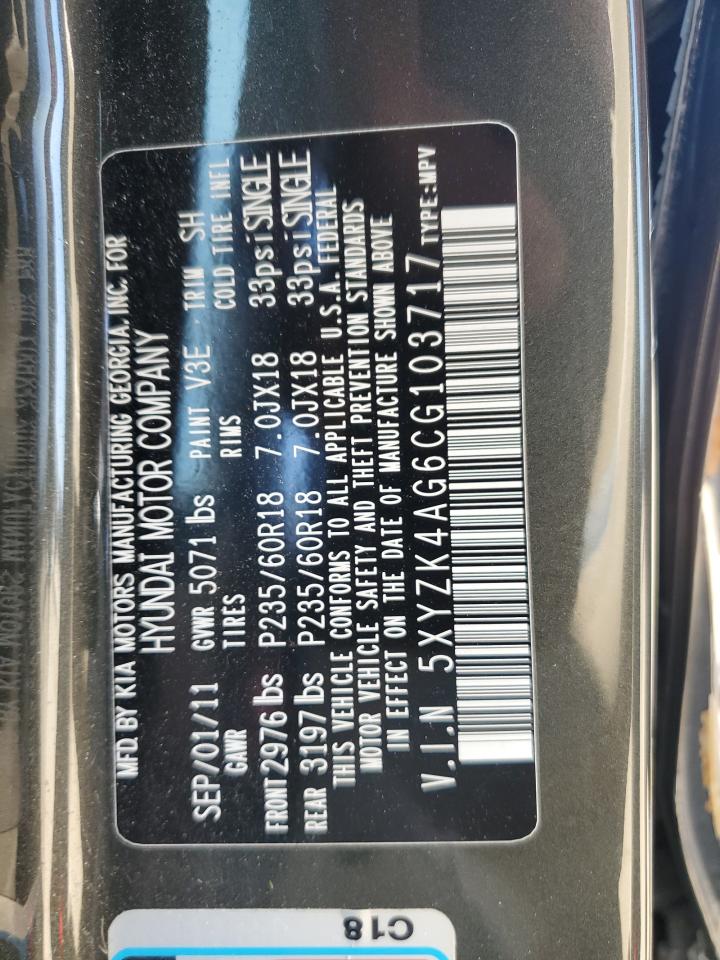 MFD. BY KIA MOTORS MANUFACTURING GEORGIA. INC. FOR
HYUNDAI MOTOR COMPANY
SEP/01/11 GVWR 5071 lbs PAINT V3E TRIM SH
GAWR TIRES RIMS COLD TIRE INFL
FRONT 2976 lbs P235/60R18 7.0JX18 33psi SINGLE
REAR 3197 lbs P235/60R18 7.0JX18 33psi SINGLE
THIS VEHICLE CONFORMS TO ALL APPLICABLE U.S.A. FEDERAL
MOTOR VEHICLE SAFETY AND THEFT PREVENTION STANDARDS
IN EFFECT ON THE DATE OF MANUFACTURE SHOWN ABOVE
V.I.N 5XYZK4AG6CG103717 TYPE:MPV
C18